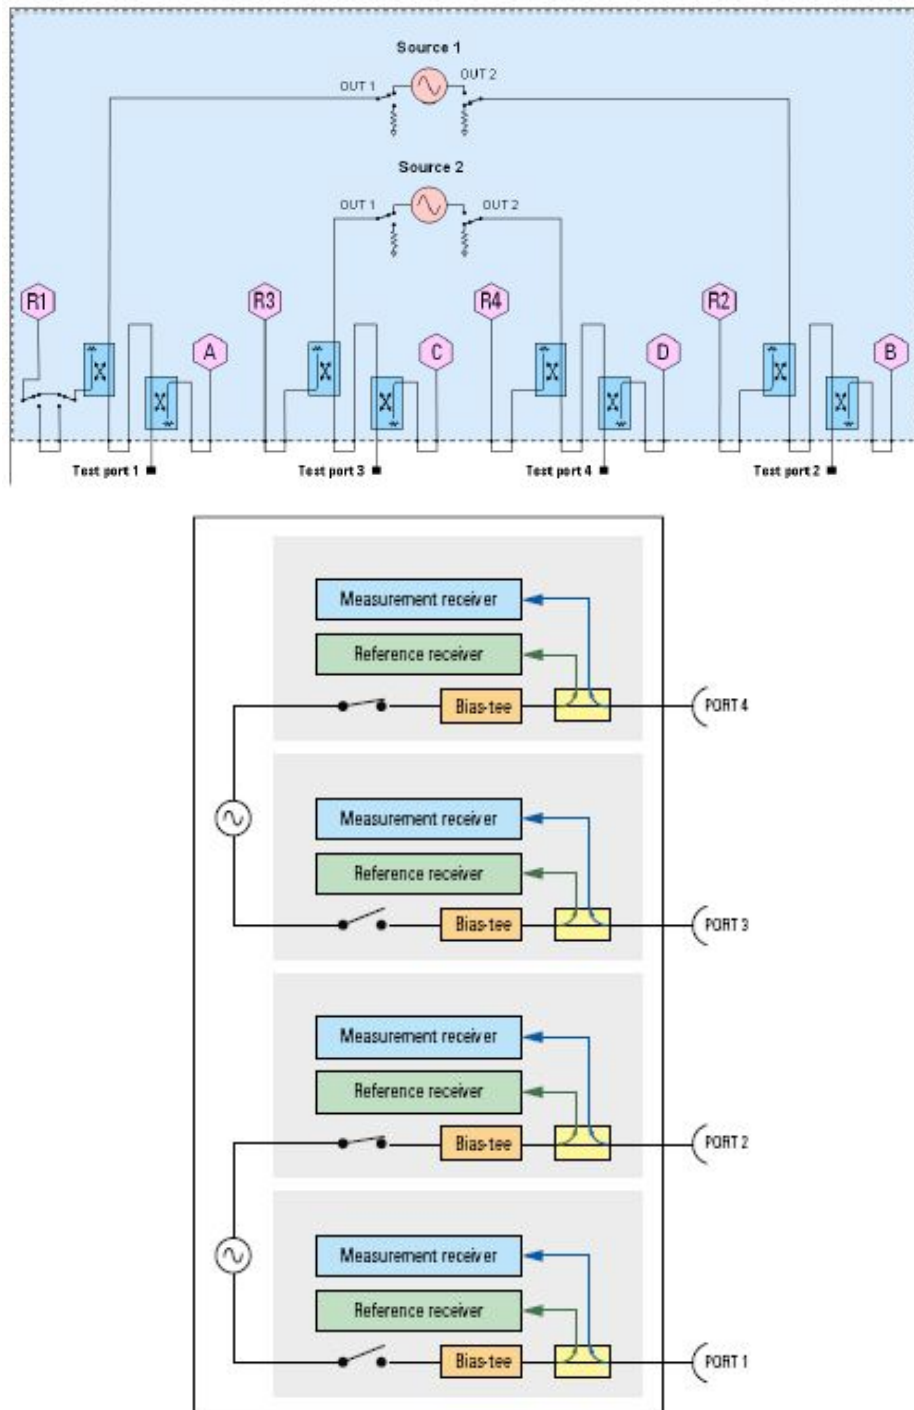 Source 1
OUT 1
OUT 2
Source 2
OUT 1
OUT 2
R1
R3
R4
R2
A
C
D
B
Test port 1
Test port 3
Test port 4
Test port 2
Measurement receiver
Reference receiver
Bias-tee
PORT 4
Measurement receiver
Reference receiver
Bias-tee
PORT 3
Measurement receiver
Reference receiver
Bias-tee
PORT 2
Measurement receiver
Reference receiver
Bias-tee
PORT 1